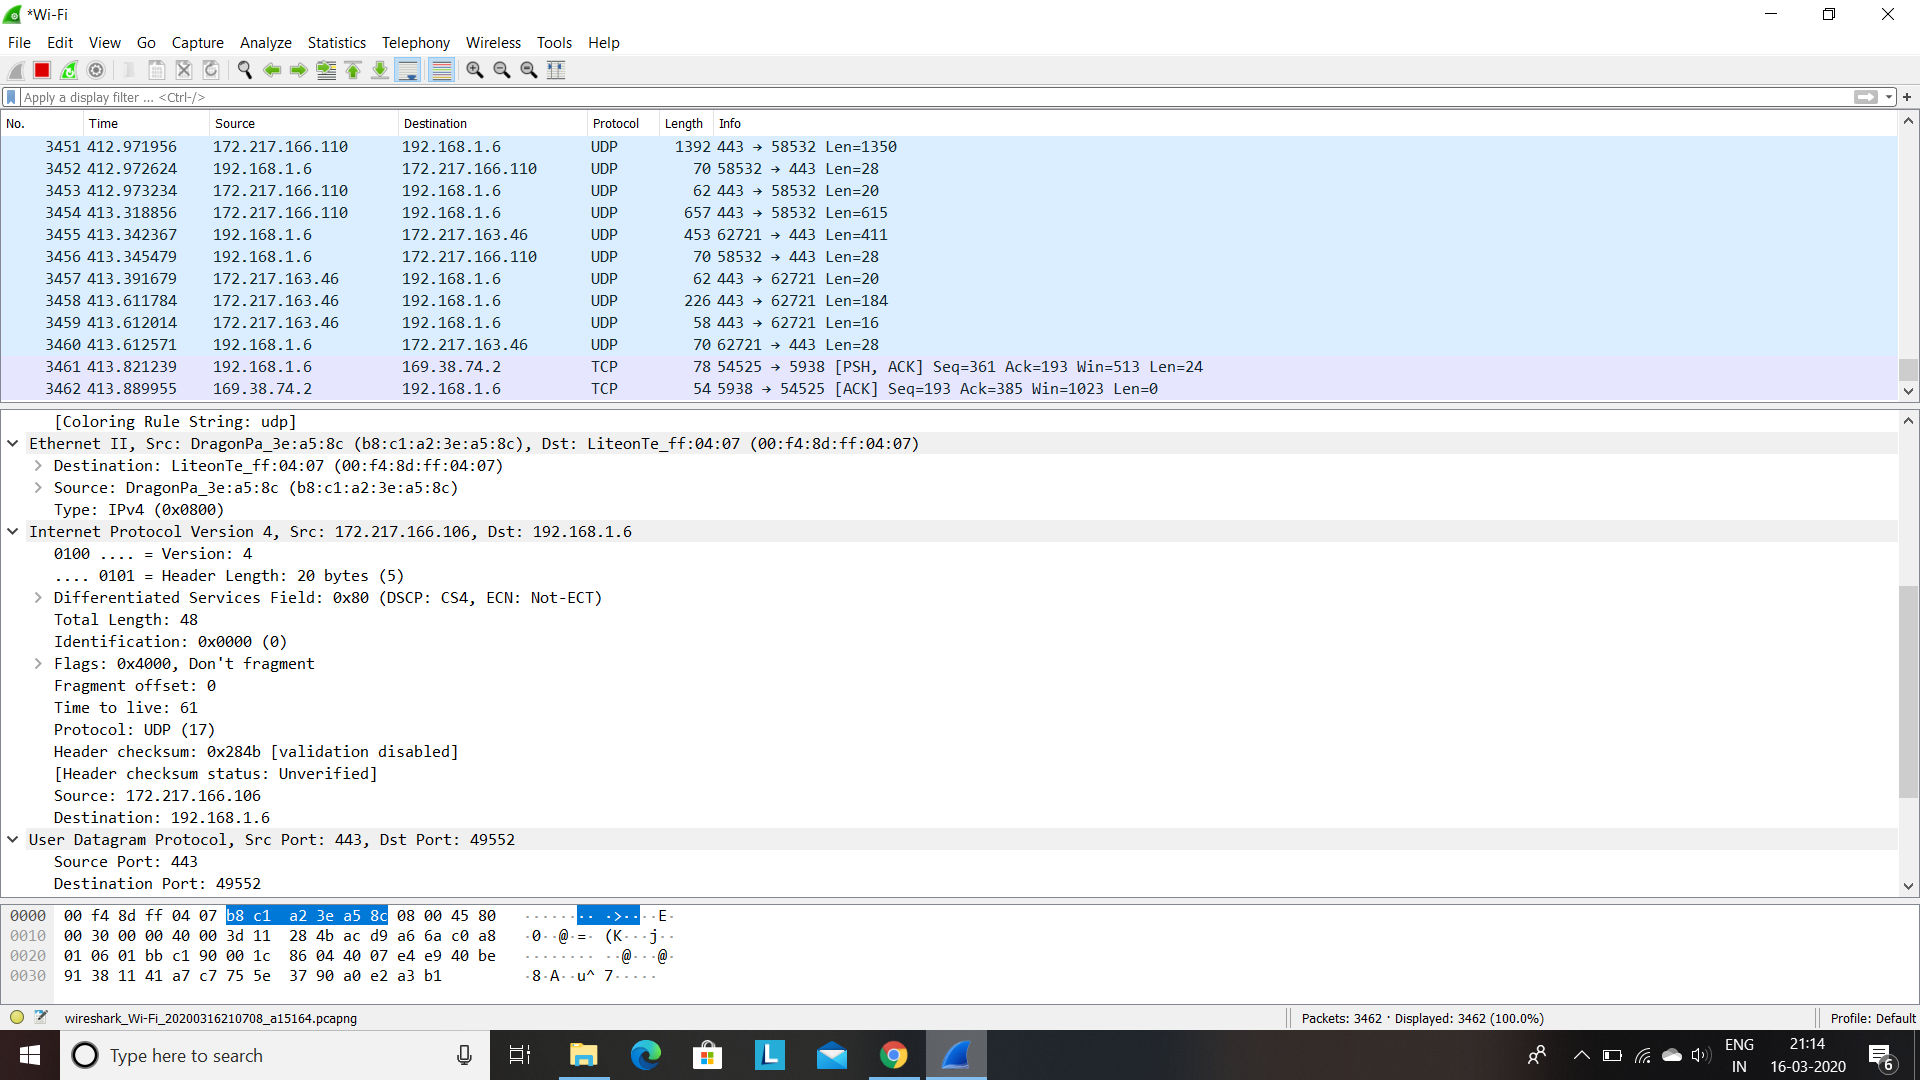 *Wi-Fi
File Edit View Go Capture Analyze Statistics Telephony Wireless Tools Help
Apply a display filter ... <Ctrl-/>
No. Time Source Destination Protocol Length Info
3451 412.971956 172.217.166.110 192.168.1.6 UDP 1392 443 → 58532 Len=1350
3452 412.972624 192.168.1.6 172.217.166.110 UDP 70 58532 → 443 Len=28
3453 412.973234 172.217.166.110 192.168.1.6 UDP 62 443 → 58532 Len=20
3454 413.318856 172.217.166.110 192.168.1.6 UDP 657 443 → 58532 Len=615
3455 413.342367 192.168.1.6 172.217.163.46 UDP 453 62721 → 443 Len=411
3456 413.345479 192.168.1.6 172.217.166.110 UDP 70 58532 → 443 Len=28
3457 413.391679 172.217.163.46 192.168.1.6 UDP 62 443 → 62721 Len=20
3458 413.611784 172.217.163.46 192.168.1.6 UDP 226 443 → 62721 Len=184
3459 413.612014 172.217.163.46 192.168.1.6 UDP 58 443 → 62721 Len=16
3460 413.612571 192.168.1.6 172.217.163.46 UDP 70 62721 → 443 Len=28
3461 413.821239 192.168.1.6 169.38.74.2 TCP 78 54525 → 5938 [PSH, ACK] Seq=361 Ack=193 Win=513 Len=24
3462 413.889955 169.38.74.2 192.168.1.6 TCP 54 5938 → 54525 [ACK] Seq=193 Ack=385 Win=1023 Len=0
[Coloring Rule String: udp]
Ethernet II, Src: DragonPa_3e:a5:8c (b8:c1:a2:3e:a5:8c), Dst: LiteonTe_ff:04:07 (00:f4:8d:ff:04:07)
Destination: LiteonTe_ff:04:07 (00:f4:8d:ff:04:07)
Source: DragonPa_3e:a5:8c (b8:c1:a2:3e:a5:8c)
Type: IPv4 (0x0800)
Internet Protocol Version 4, Src: 172.217.166.106, Dst: 192.168.1.6
0100 .... = Version: 4
.... 0101 = Header Length: 20 bytes (5)
Differentiated Services Field: 0x80 (DSCP: CS4, ECN: Not-ECT)
Total Length: 48
Identification: 0x0000 (0)
Flags: 0x4000, Don't fragment
Fragment offset: 0
Time to live: 61
Protocol: UDP (17)
Header checksum: 0x284b [validation disabled]
[Header checksum status: Unverified]
Source: 172.217.166.106
Destination: 192.168.1.6
User Datagram Protocol, Src Port: 443, Dst Port: 49552
Source Port: 443
Destination Port: 49552
0000 00 f4 8d ff 04 07 b8 c1 a2 3e a5 8c 08 00 45 80 ········ ·>····E·
0010 00 30 00 00 40 00 3d 11 28 4b ac d9 a6 6a c0 a8 ·0··@·=· (K···j··
0020 01 06 01 bb c1 90 00 1c 86 04 40 07 e4 e9 40 be ········ ··@···@·
0030 91 38 11 41 a7 c7 75 5e 37 90 a0 e2 a3 b1 ·8·A··u^ 7·····
wireshark_Wi-Fi_20200316210708_a15164.pcapng
Packets: 3462 · Displayed: 3462 (100.0%)
Profile: Default
Type here to search
L
ENG
IN
21:14
16-03-2020
6